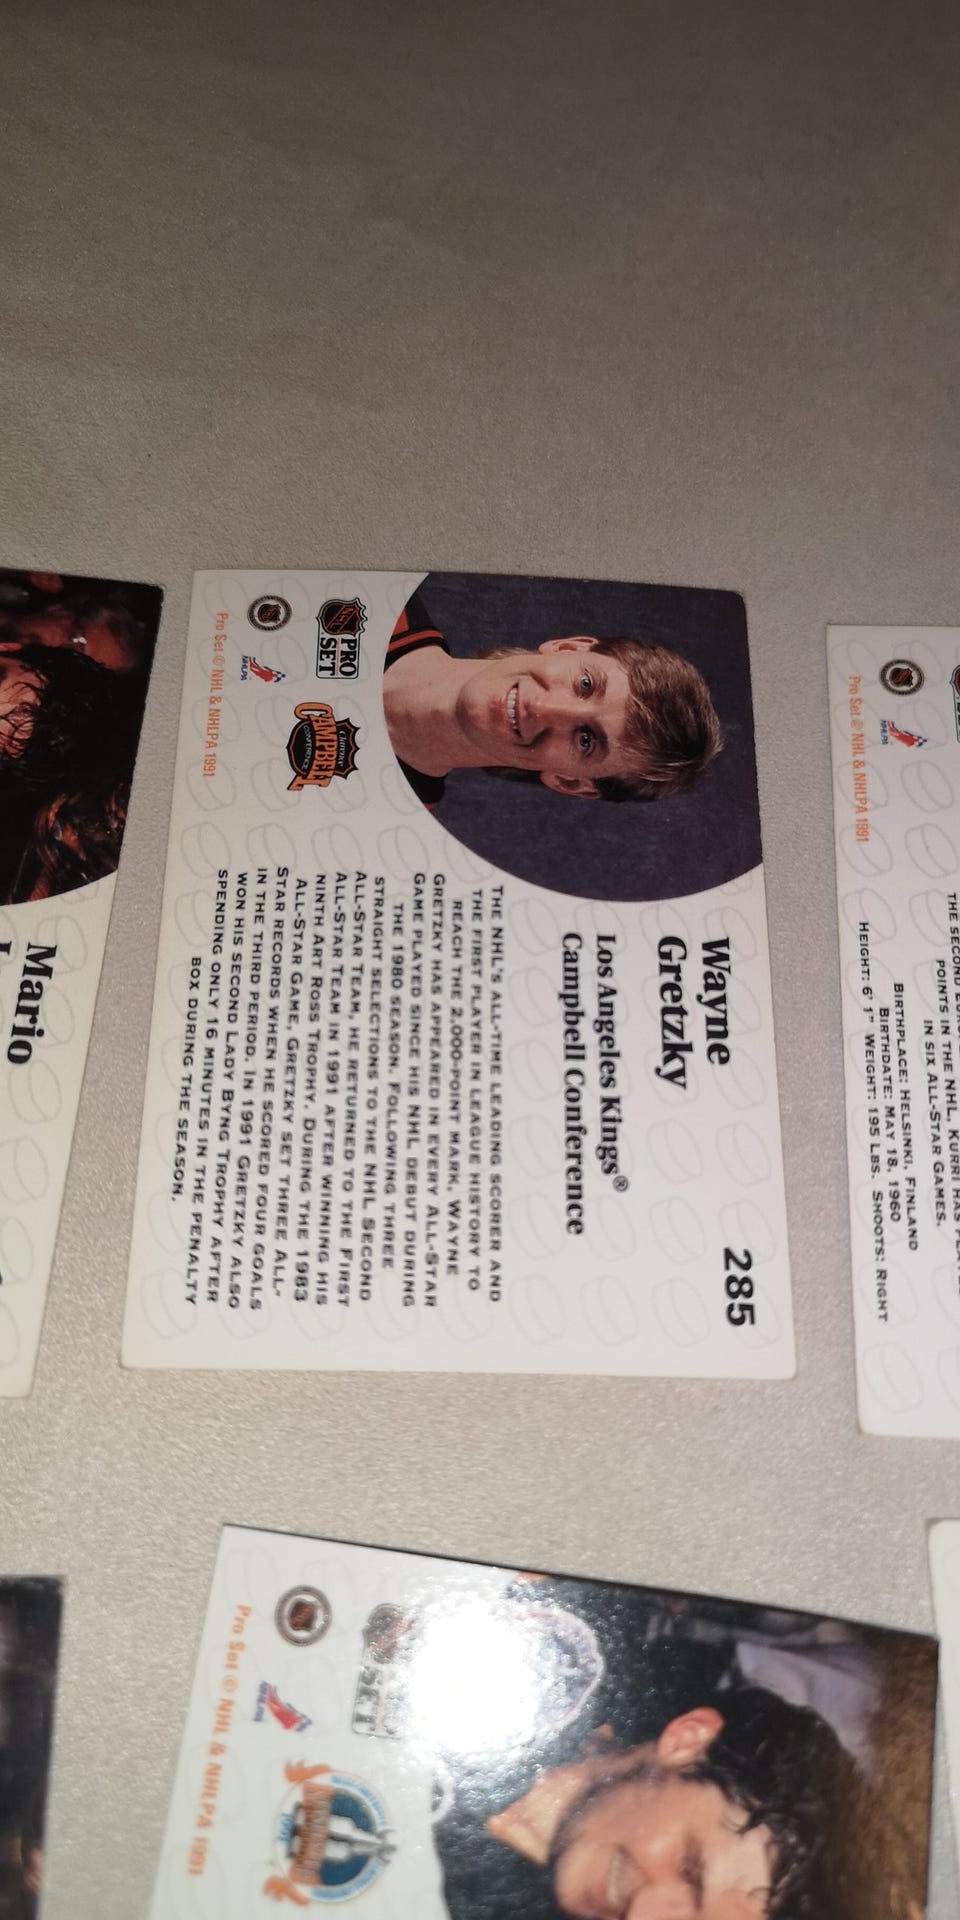 Wayne
Gretzky
285
Los Angeles Kings®
Campbell Conference
THE NHL'S ALL-TIME LEADING SCORER AND
THE FIRST PLAYER IN LEAGUE HISTORY TO
REACH THE 2,000-POINT MARK, WAYNE
GRETZKY HAS APPEARED IN EVERY ALL-STAR
GAME PLAYED SINCE HIS NHL DEBUT DURING
THE 1980 SEASON. FOLLOWING THREE
STRAIGHT SELECTIONS TO THE NHL SECOND
ALL-STAR TEAM, HE RETURNED TO THE FIRST
ALL-STAR TEAM IN 1991 AFTER WINNING HIS
NINTH ART ROSS TROPHY. DURING THE 1983
ALL-STAR GAME, GRETZKY SET THREE ALL-
STAR RECORDS WHEN HE SCORED FOUR GOALS
IN THE THIRD PERIOD. IN 1991 GRETZKY ALSO
WON HIS SECOND LADY BYNG TROPHY AFTER
SPENDING ONLY 16 MINUTES IN THE PENALTY
BOX DURING THE SEASON.
NHL
PRO
SET
Clarence
CAMPBELL
CONFERENCE
NHLPA
Pro Set © NHL & NHLPA 1991
THE SECOND
POINTS IN THE NHL, KURRI HAS
IN SIX ALL-STAR GAMES.
BIRTHPLACE: HELSINKI, FINLAND
BIRTHDATE: MAY 18, 1960
HEIGHT: 6' 1" WEIGHT: 195 LBS. SHOOTS: RIGHT
NHLPA
Pro Set © NHL & NHLPA 1991
Mario
SET
NHLPA
Pro Set © NHL & NHLPA 1991